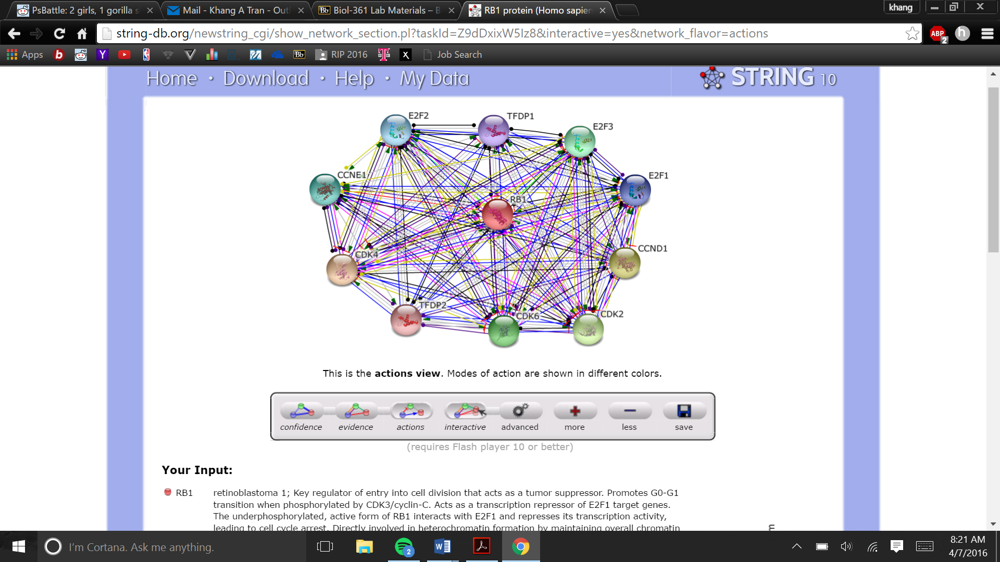 PsBattle: 2 girls, 1 gorilla s
Mail - Khang A Tran - Out
Bb Biol-361 Lab Materials – B
RB1 protein (Homo sapien
khang
string-db.org/newstring_cgi/show_network_section.pl?taskId=Z9dDxixW5Iz8&interactive=yes&network_flavor=actions
ABP
2
h
Apps
b
Y
Bb
RIP 2016
T
X
Job Search
Home · Download · Help · My Data
STRING 10
E2F2
TFDP1
E2F3
CCNE1
E2F1
RB1
CCND1
CDK4
TFDP2
CDK6
CDK2
This is the actions view. Modes of action are shown in different colors.
confidence evidence actions interactive advanced more less save
(requires Flash player 10 or better)
Your Input:
RB1 retinoblastoma 1; Key regulator of entry into cell division that acts as a tumor suppressor. Promotes G0-G1
transition when phosphorylated by CDK3/cyclin-C. Acts as a transcription repressor of E2F1 target genes.
The underphosphorylated, active form of RB1 interacts with E2F1 and represses its transcription activity,
leading to cell cycle arrest. Directly involved in heterochromatin formation by maintaining overall chromatin
I'm Cortana. Ask me anything.
2
W
8:21 AM
4/7/2016